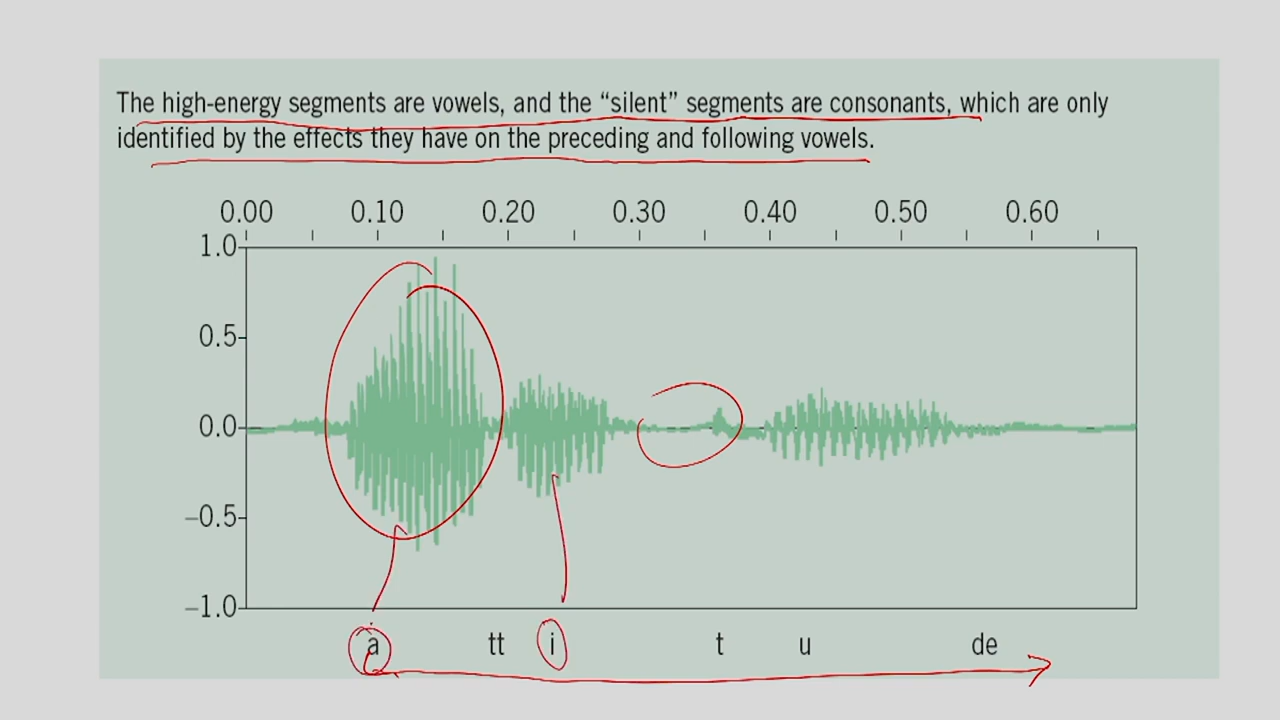 The high-energy segments are vowels, and the “silent” segments are consonants, which are only
identified by the effects they have on the preceding and following vowels.
0.00 0.10 0.20 0.30 0.40 0.50 0.60
1.0
0.5
0.0
–0.5
–1.0
a tt i t u de